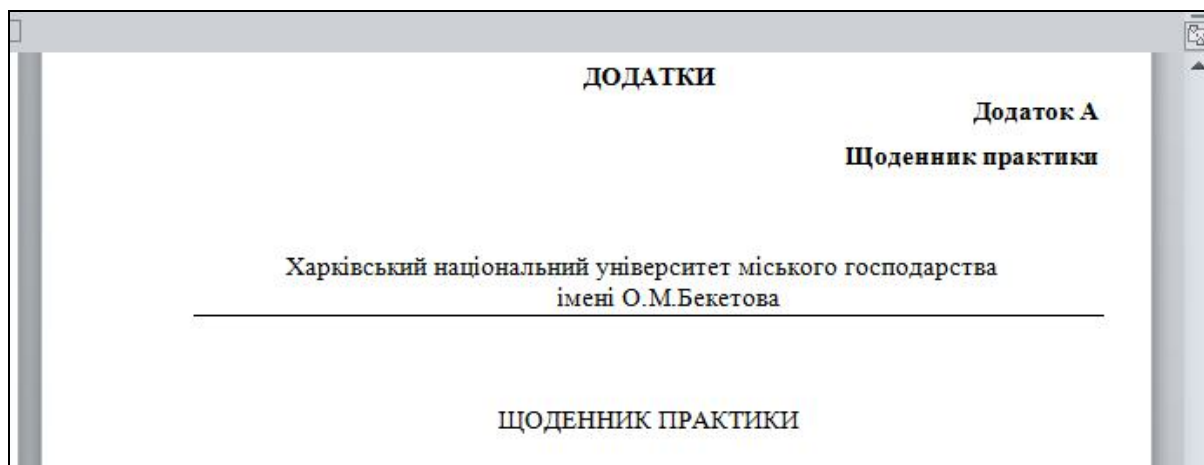 ДОДАТКИ
Додаток А
Щоденник практики
Харківський національний університет міського господарства
імені О.М.Бекетова
ЩОДЕННИК ПРАКТИКИ